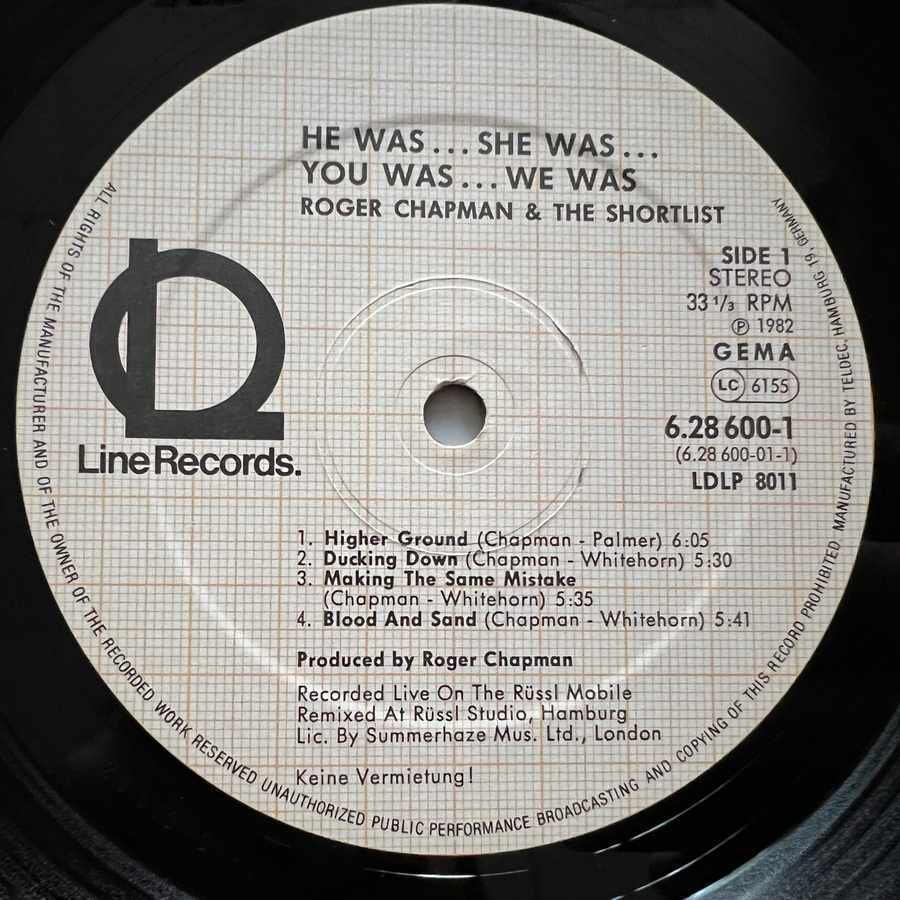 HE WAS... SHE WAS...
YOU WAS... WE WAS
ROGER CHAPMAN & THE SHORTLIST
SIDE 1
STEREO
33 1/3 RPM
℗ 1982
GEMA
LC 6155
6.28 600-1
(6.28 600-01-1)
LDLP 8011
Line Records.
1. Higher Ground (Chapman - Palmer) 6:05
2. Ducking Down (Chapman - Whitehorn) 5:30
3. Making The Same Mistake
(Chapman - Whitehorn) 5:35
4. Blood And Sand (Chapman - Whitehorn) 5:41
Produced by Roger Chapman
Recorded Live On The Rüssl Mobile
Remixed At Rüssl Studio, Hamburg
Lic. By Summerhaze Mus. Ltd., London
Keine Vermietung!
ALL RIGHTS OF THE MANUFACTURER AND OF THE OWNER OF THE RECORDED WORK RESERVED UNAUTHORIZED PUBLIC PERFORMANCE BROADCASTING AND COPYING OF THIS RECORD PROHIBITED. MANUFACTURED BY TELDEC, HAMBURG 19, GERMANY